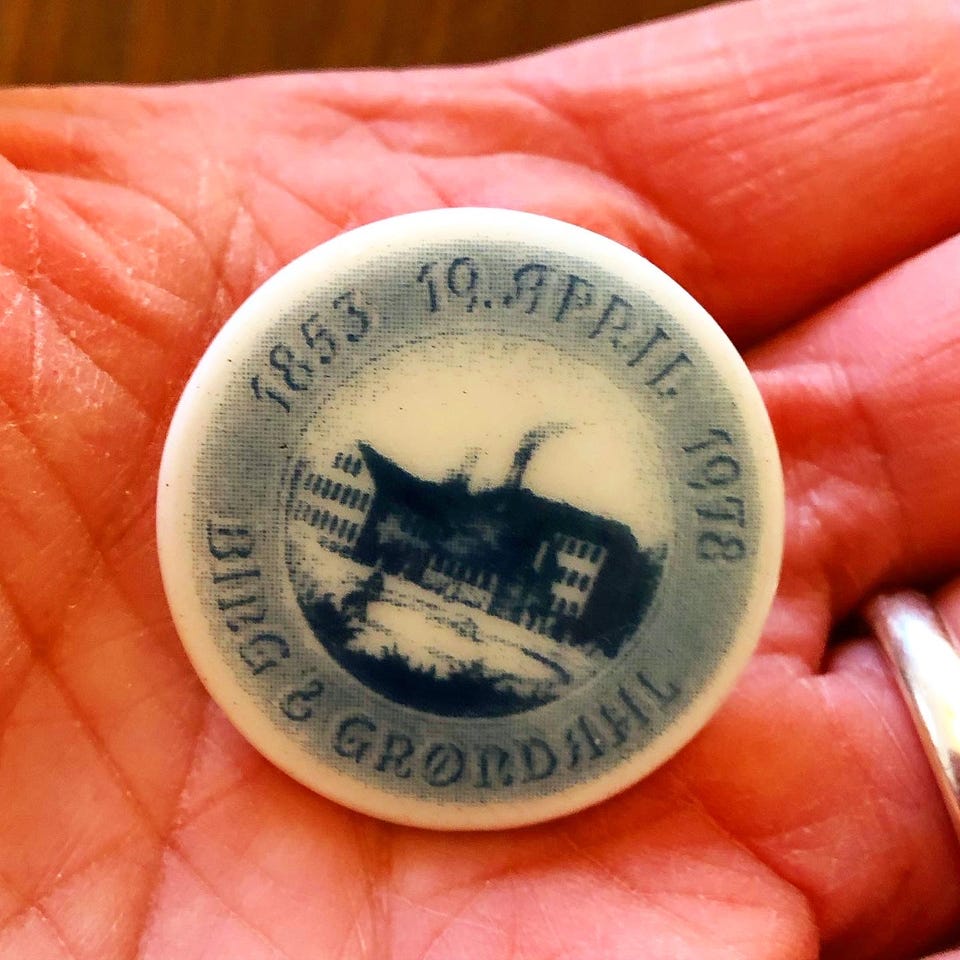 1853 19. APRIL 1978
BING & GRØNDAHL